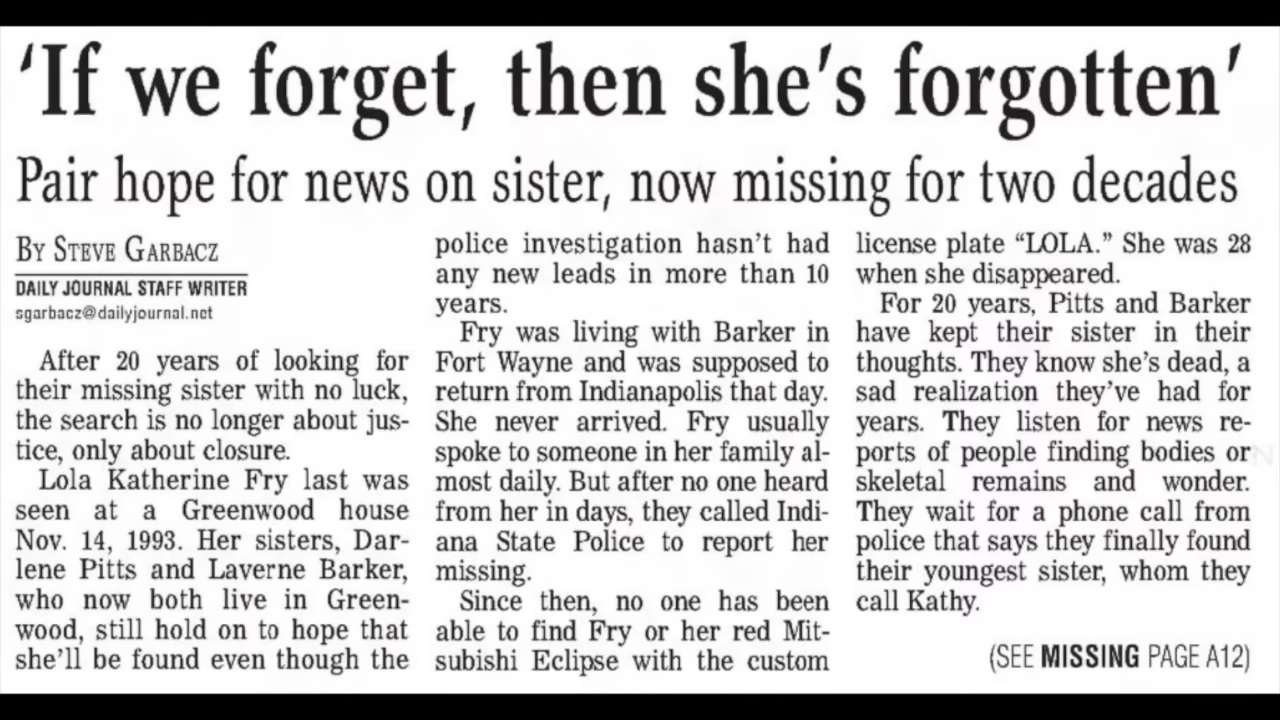 'If we forget, then she's forgotten'
Pair hope for news on sister, now missing for two decades
BY STEVE GARBACZ
DAILY JOURNAL STAFF WRITER
sgarbacz@dailyjournal.net
After 20 years of looking for
their missing sister with no luck,
the search is no longer about jus-
tice, only about closure.
Lola Katherine Fry last was
seen at a Greenwood house
Nov. 14, 1993. Her sisters, Dar-
lene Pitts and Laverne Barker,
who now both live in Green-
wood, still hold on to hope that
she'll be found even though the
police investigation hasn't had
any new leads in more than 10
years.
Fry was living with Barker in
Fort Wayne and was supposed to
return from Indianapolis that day.
She never arrived. Fry usually
spoke to someone in her family al-
most daily. But after no one heard
from her in days, they called Indi-
ana State Police to report her
missing.
Since then, no one has been
able to find Fry or her red Mit-
subishi Eclipse with the custom
license plate “LOLA.” She was 28
when she disappeared.
For 20 years, Pitts and Barker
have kept their sister in their
thoughts. They know she's dead, a
sad realization they've had for
years. They listen for news re-
ports of people finding bodies or
skeletal remains and wonder.
They wait for a phone call from
police that says they finally found
their youngest sister, whom they
call Kathy.
(SEE MISSING PAGE A12)